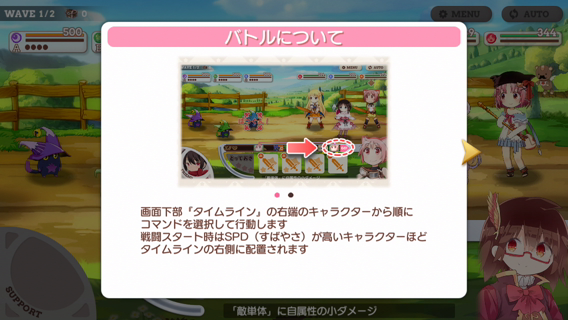 WAVE 1/2
0
MENU
AUTO
500
バトルについて
画面下部「タイムライン」の右端のキャラクターから順に
コマンドを選択して行動します
戦闘スタート時はSPD（すばやさ）が高いキャラクターほど
タイムラインの右側に配置されます
SUPPORT
「敵単体」に自属性の小ダメージ